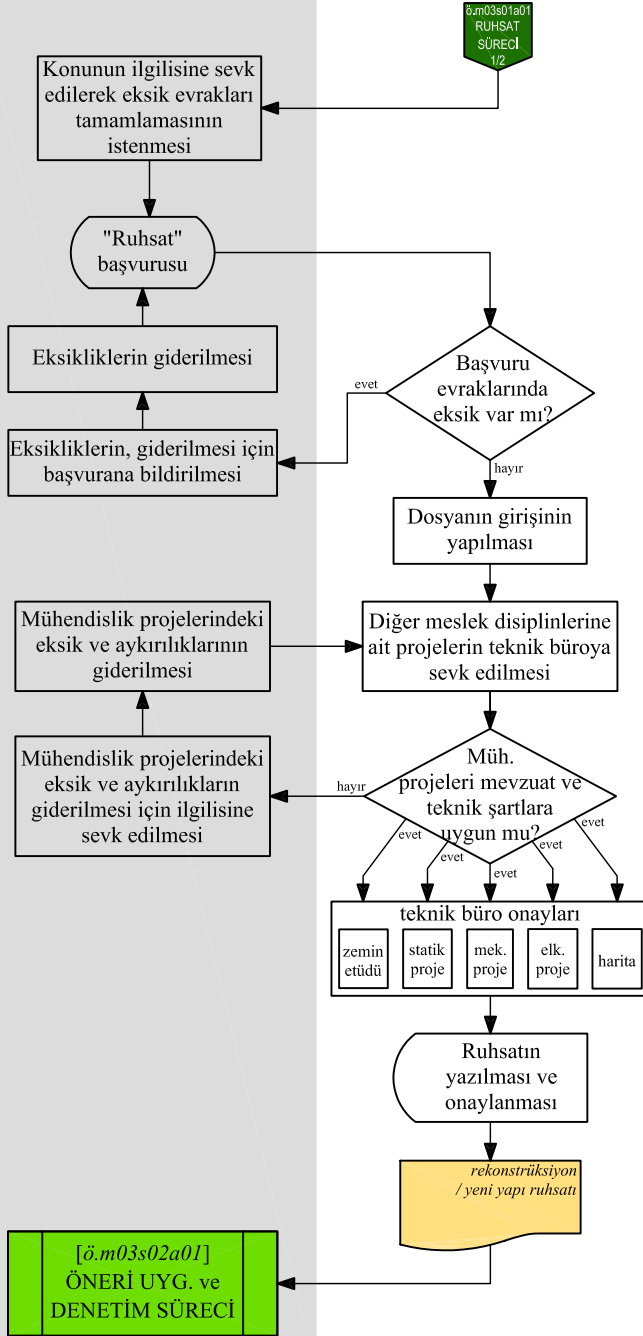 ö.m03s01a01
RUHSAT
SÜRECİ
1/2
Konunun ilgilisine sevk
edilerek eksik evrakları
tamamlamasının
istenmesi
"Ruhsat"
başvurusu
Eksikliklerin giderilmesi
Başvuru
evraklarında
eksik var mı?
evet
hayır
Eksikliklerin, giderilmesi için
başvurana bildirilmesi
Dosyanın girişinin
yapılması
Mühendislik projelerindeki
eksik ve aykırılıklarının
giderilmesi
Diğer meslek disiplinlerine
ait projelerin teknik büroya
sevk edilmesi
Mühendislik projelerindeki
eksik ve aykırılıkların
giderilmesi için ilgilisine
sevk edilmesi
hayır
Müh.
projeleri mevzuat ve
teknik şartlara
uygun mu?
evet
evet
evet
evet
evet
teknik büro onayları
zemin
etüdü
statik
proje
mek.
proje
elk.
proje
harita
Ruhsatın
yazılması ve
onaylanması
rekonstrüksiyon
/ yeni yapı ruhsatı
[ö.m03s02a01]
ÖNERİ UYG. ve
DENETİM SÜRECİ